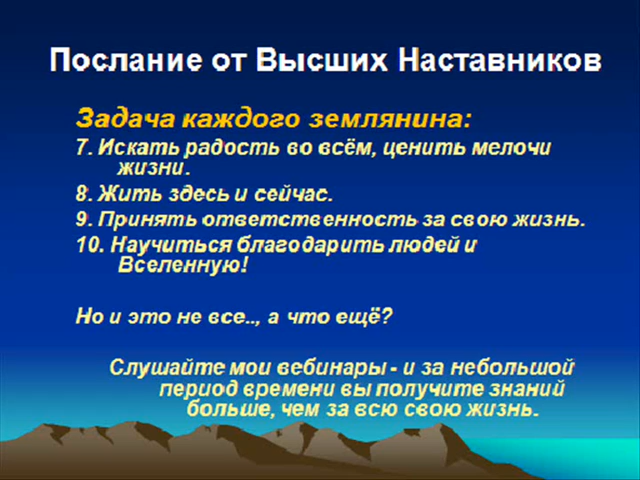 Послание от Высших Наставников
Задача каждого землянина:
7. Искать радость во всём, ценить мелочи
жизни.
8. Жить здесь и сейчас.
9. Принять ответственность за свою жизнь.
10. Научиться благодарить людей и
Вселенную!
Но и это не все.., а что ещё?
Слушайте мои вебинары - и за небольшой
период времени вы получите знаний
больше, чем за всю свою жизнь.